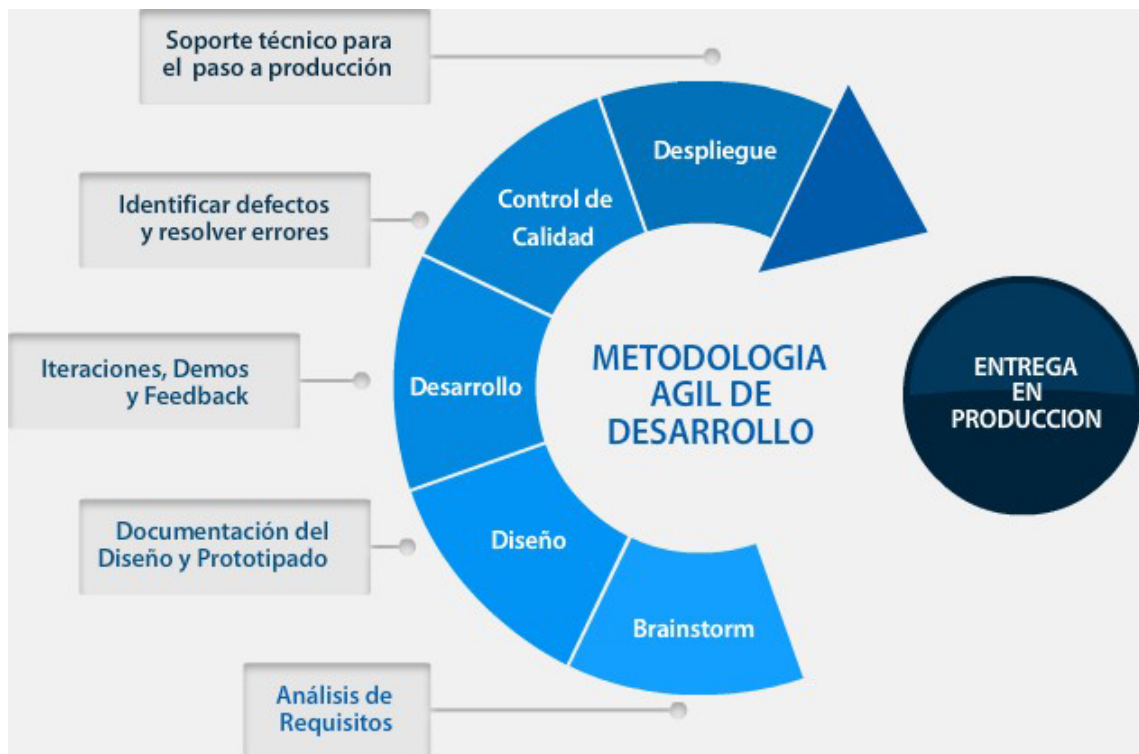 Soporte técnico para
el paso a producción
Despliegue
Control de
Calidad
Identificar defectos
y resolver errores
METODOLOGIA
AGIL DE
DESARROLLO
ENTREGA
EN
PRODUCCION
Iteraciones, Demos
y Feedback
Desarrollo
Documentación del
Diseño y Prototipado
Diseño
Brainstorm
Análisis de
Requisitos